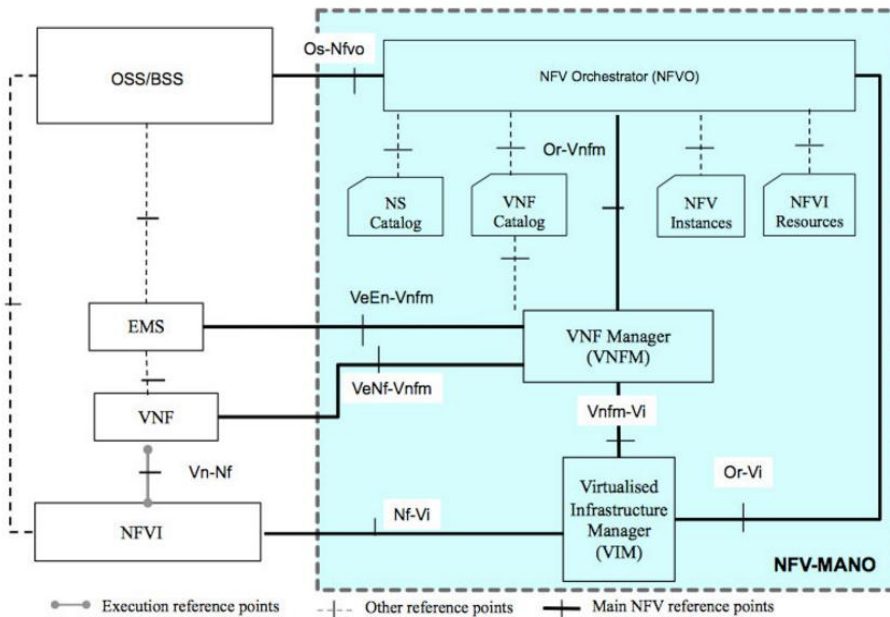 Os-Nfvo
OSS/BSS
NFV Orchestrator (NFVO)
Or-Vnfm
NS
Catalog
VNF
Catalog
NFV
Instances
NFVI
Resources
VeEn-Vnfm
EMS
VNF Manager
(VNFM)
VeNf-Vnfm
VNF
Vnfm-Vi
Vn-Nf
Or-Vi
Virtualised
Infrastructure
Manager
(VIM)
Nf-Vi
NFVI
NFV-MANO
Execution reference points
Other reference points
Main NFV reference points